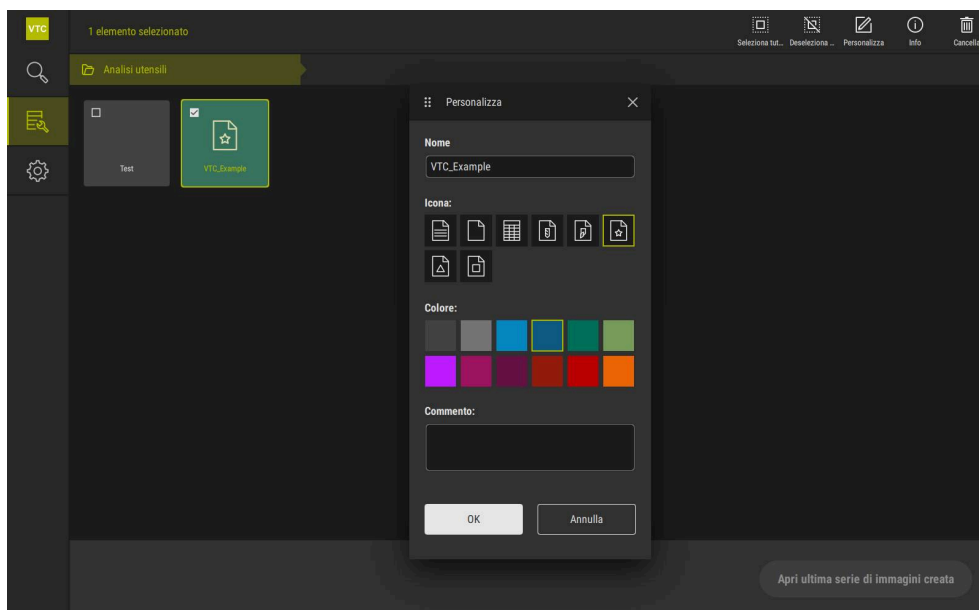 VTC
1 elemento selezionato
Seleziona tut...
Deseleziona ...
Personalizza
Info
Cancella
Analisi utensili
Test
VTC_Example
Personalizza
Nome
VTC_Example
Icona:
Colore:
Commento:
OK
Annulla
Apri ultima serie di immagini creata